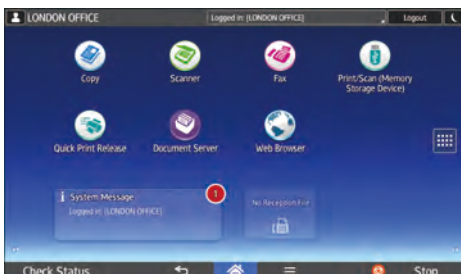 LONDON OFFICE
Logged in: [LONDON OFFICE]
Logout
Copy
Scanner
Fax
Print/Scan (Memory
Storage Device)
Quick Print Release
Document Server
Web Browser
System Message
1
Logged in: [LONDON OFFICE]
No Reception File
Check Status
Stop